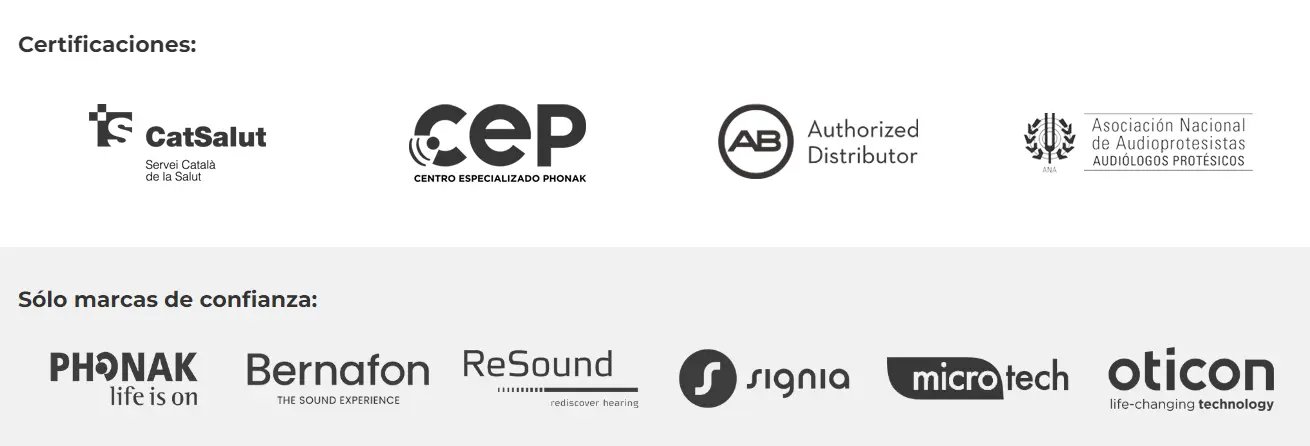 Certificaciones:
CatSalut
Servei Català
de la Salut
CEP
CENTRO ESPECIALIZADO PHONAK
AB
Authorized
Distributor
ANA
Asociación Nacional
de Audioprotesistas
AUDIÓLOGOS PROTÉSICOS
Sólo marcas de confianza:
PHONAK
life is on
Bernafon
THE SOUND EXPERIENCE
ReSound
rediscover hearing
S signia
microtech
oticon
life-changing technology